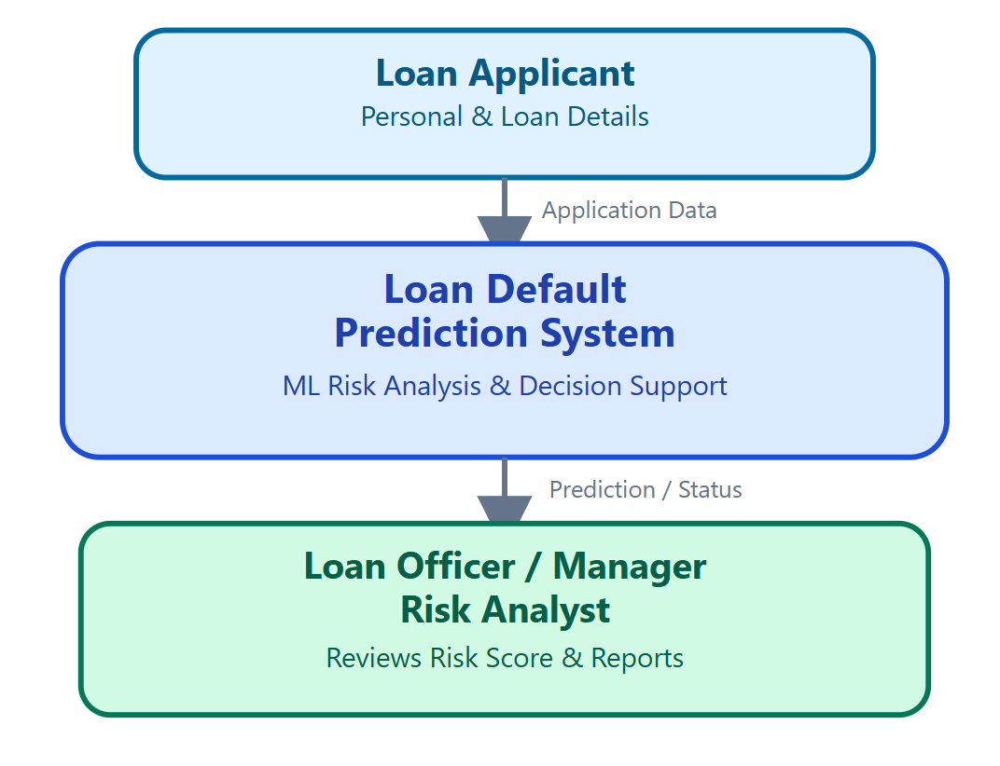 Loan Applicant
Personal & Loan Details
Application Data
Loan Default
Prediction System
ML Risk Analysis & Decision Support
Prediction / Status
Loan Officer / Manager
Risk Analyst
Reviews Risk Score & Reports